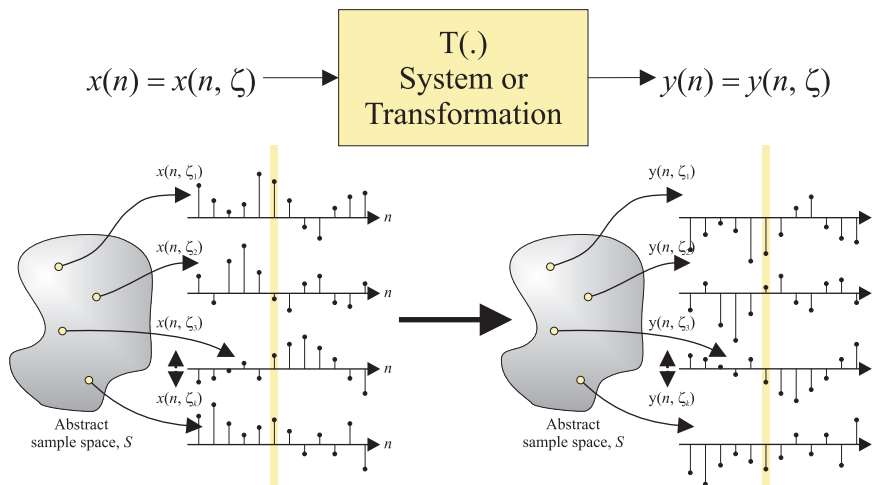 T(.)
System or
Transformation
x(n) = x(n, ζ)
y(n) = y(n, ζ)
x(n, ζ1)
n
x(n, ζ2)
n
x(n, ζ3)
n
x(n, ζk)
n
Abstract
sample space, S
y(n, ζ1)
y(n, ζ2)
y(n, ζ3)
y(n, ζk)
Abstract
sample space, S